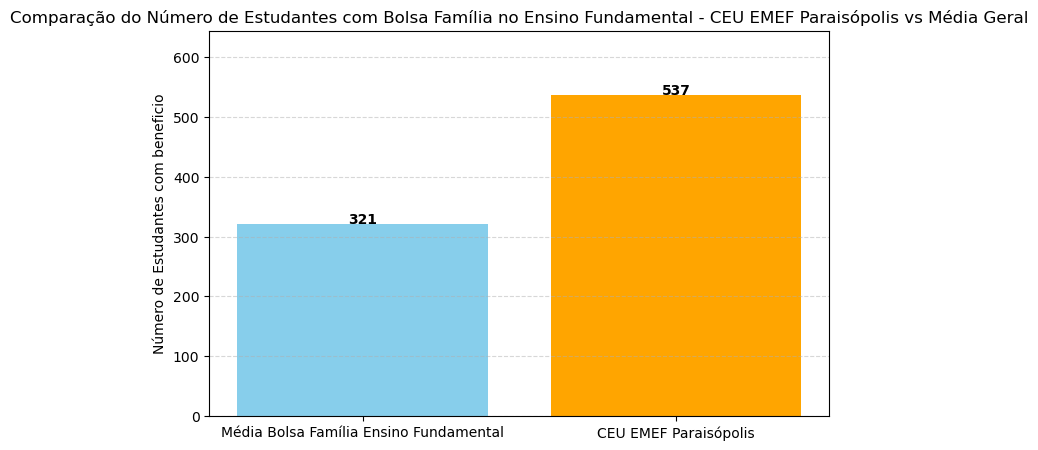 Comparação do Número de Estudantes com Bolsa Família no Ensino Fundamental - CEU EMEF Paraisópolis vs Média Geral
Número de Estudantes com beneficio
600
500
400
300
200
100
0
321
537
Média Bolsa Família Ensino Fundamental
CEU EMEF Paraisópolis